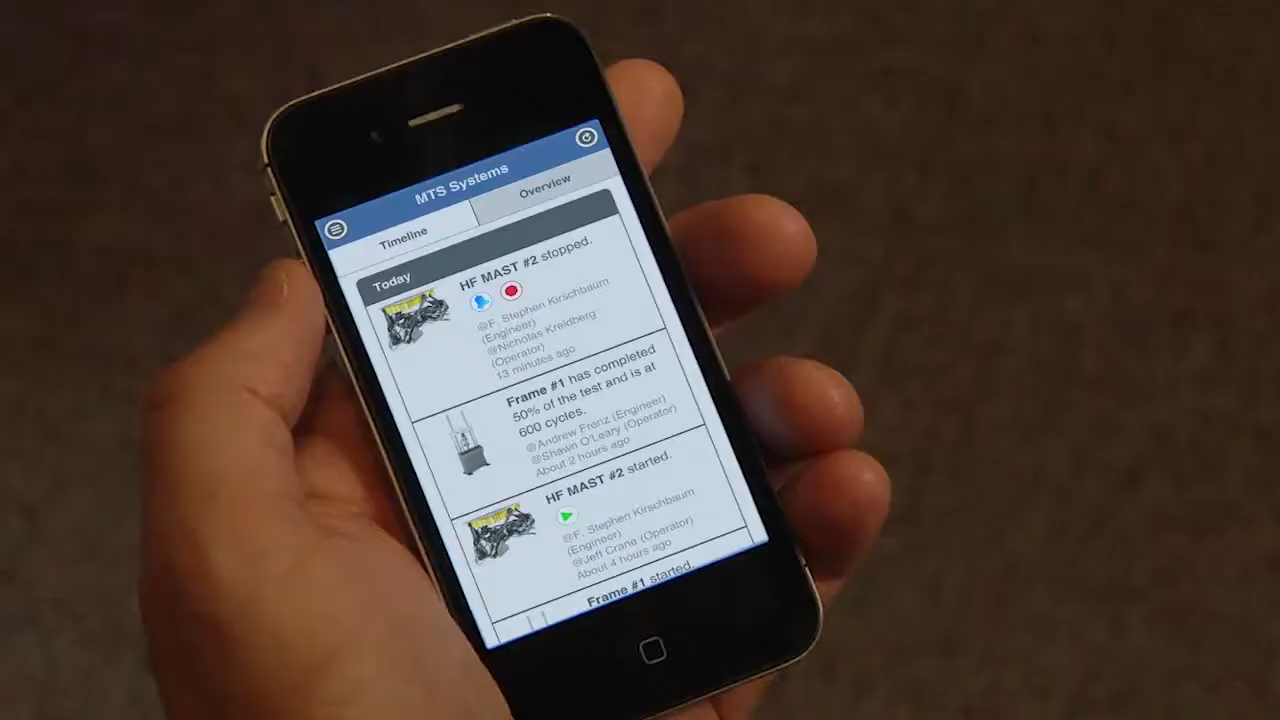 MTS Systems
Timeline
Overview
Today
HF MAST #2 stopped.
@F. Stephen Kirschbaum
(Engineer)
@Nicholas Kreidberg
(Operator)
13 minutes ago
Frame #1 has completed
50% of the test and is at
600 cycles.
@Andrew Frenz (Engineer)
@Shawn O'Leary (Operator)
About 2 hours ago
HF MAST #2 started.
@F. Stephen Kirschbaum
(Engineer)
@Jeff Crane (Operator)
About 4 hours ago
Frame #1 started.